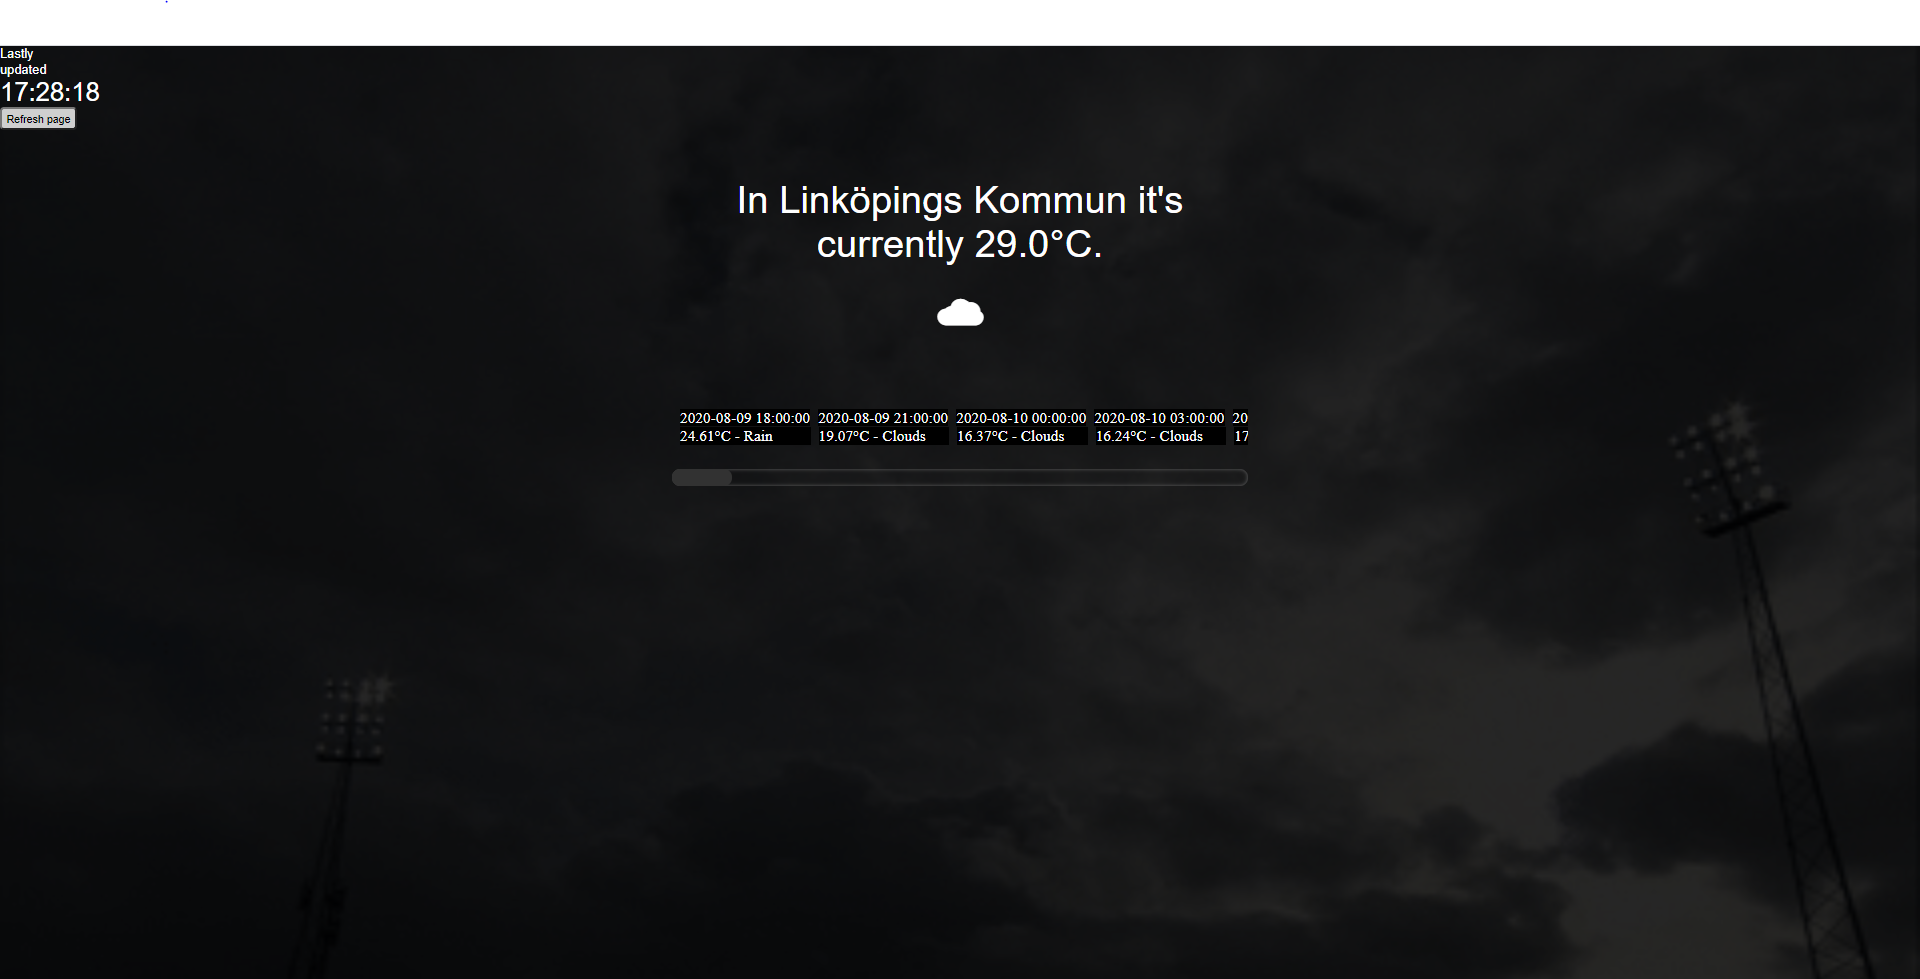 Lastly
updated
17:28:18
Refresh page
In Linköpings Kommun it's
currently 29.0°C.
2020-08-09 18:00:00 2020-08-09 21:00:00 2020-08-10 00:00:00 2020-08-10 03:00:00 20
24.61°C - Rain 19.07°C - Clouds 16.37°C - Clouds 16.24°C - Clouds 17